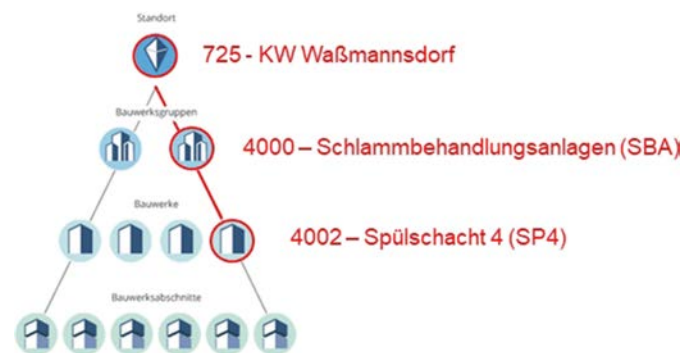 Standort
725 - KW Waßmannsdorf
Bauwerksgruppen
4000 – Schlammbehandlungsanlagen (SBA)
Bauwerke
4002 – Spülschacht 4 (SP4)
Bauwerksabschnitte